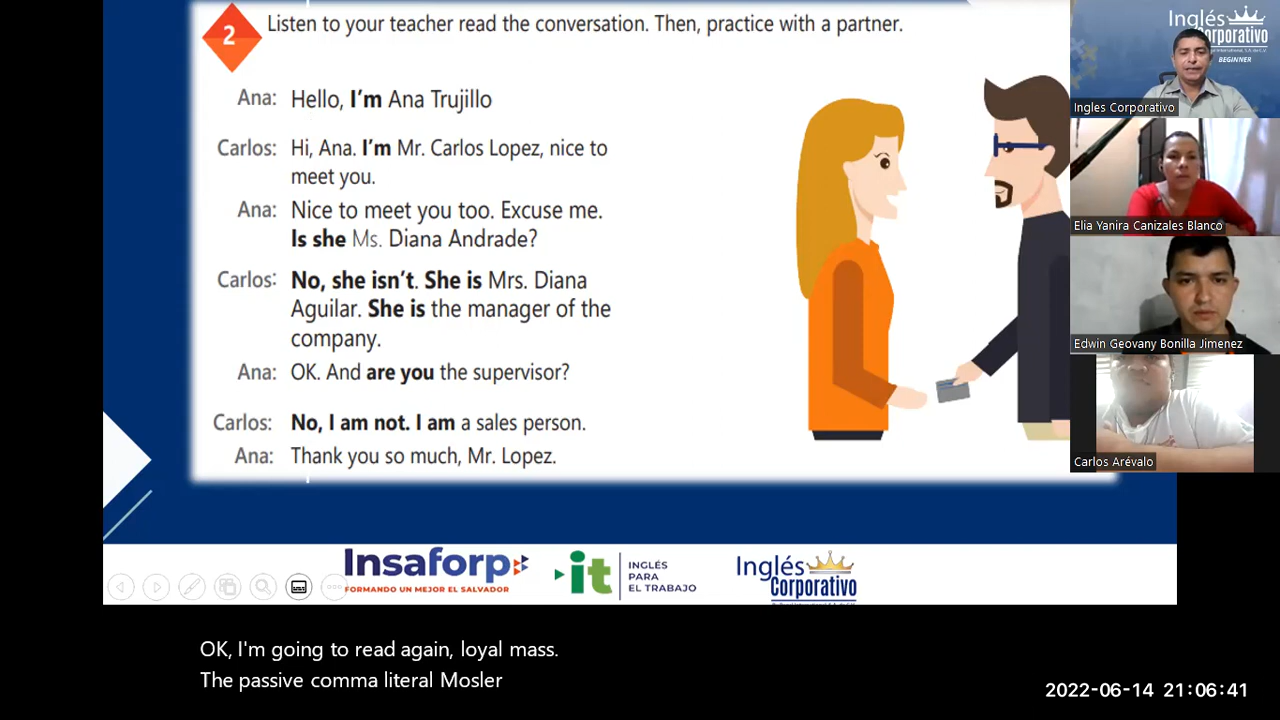 2 Listen to your teacher read the conversation. Then, practice with a partner.
Ana: Hello, I'm Ana Trujillo
Carlos: Hi, Ana. I'm Mr. Carlos Lopez, nice to
meet you.
Ana: Nice to meet you too. Excuse me.
Is she Ms. Diana Andrade?
Carlos: No, she isn't. She is Mrs. Diana
Aguilar. She is the manager of the
company.
Ana: OK. And are you the supervisor?
Carlos: No, I am not. I am a sales person.
Ana: Thank you so much, Mr. Lopez.
Insaforp
FORMANDO UN MEJOR EL SALVADOR
it
INGLÉS
PARA
EL TRABAJO
Inglés
Corporativo
Inglés
Corporativo
BEGINNER
Ingles Corporativo
Elia Yanira Canizales Blanco
Edwin Geovany Bonilla Jimenez
Carlos Arévalo
OK, I'm going to read again, loyal mass.
The passive comma literal Mosler
2022-06-14 21:06:41